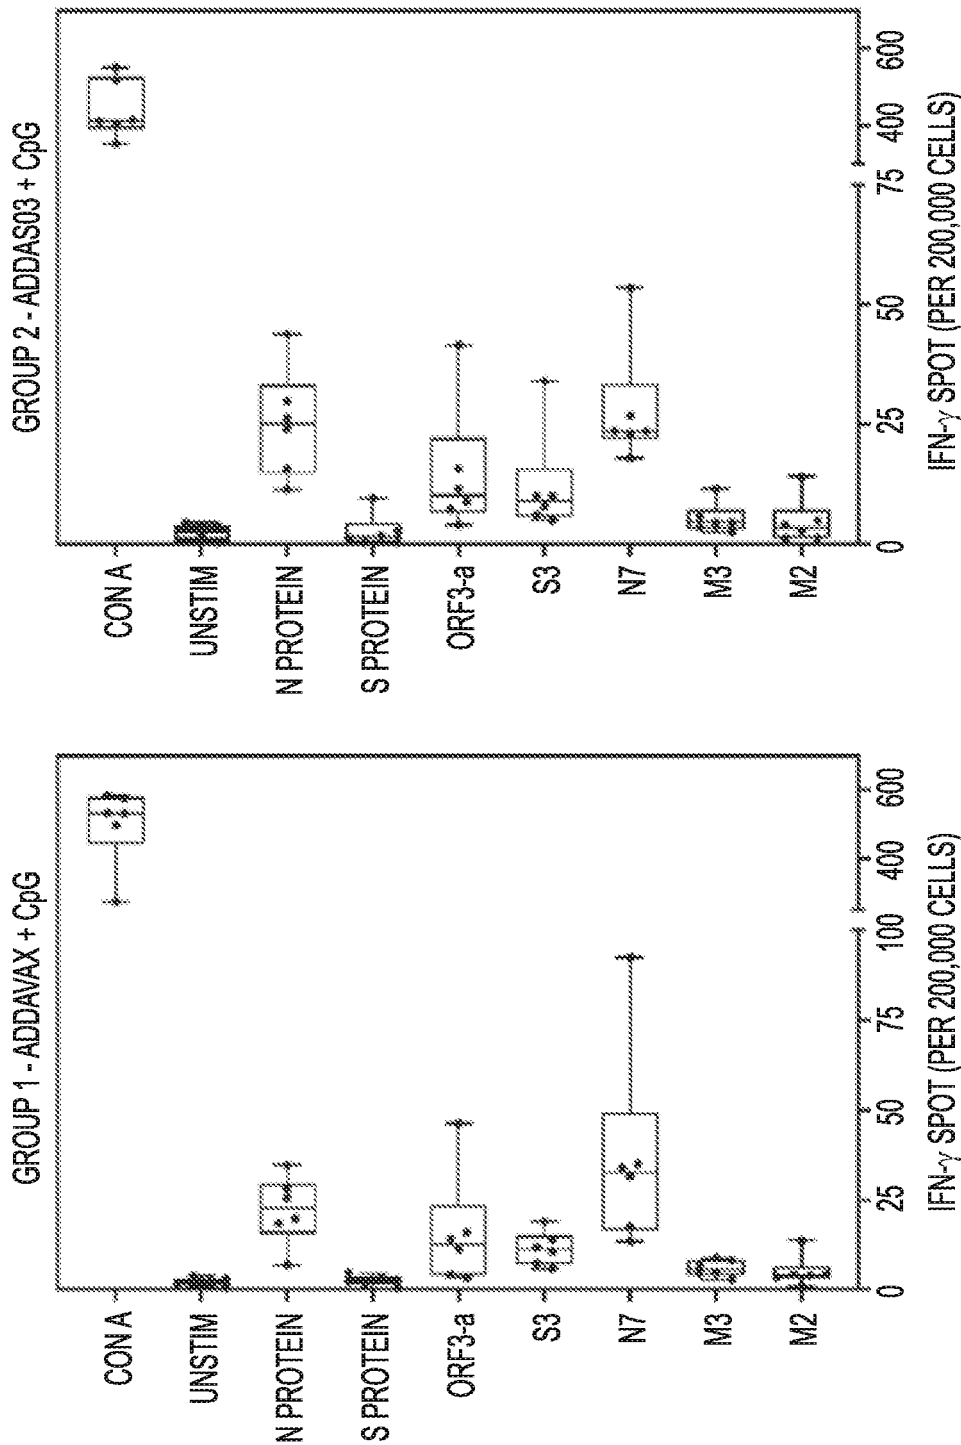 GROUP 1 - ADDAVAX + CpG
CON A
UNSTIM
N PROTEIN
S PROTEIN
ORF3-a
S3
N7
M3
M2
0 25 50 75 100 400 600
IFN-γ SPOT (PER 200,000 CELLS)
GROUP 2 - ADDAS03 + CpG
CON A
UNSTIM
N PROTEIN
S PROTEIN
ORF3-a
S3
N7
M3
M2
0 25 50 75 400 600
IFN-γ SPOT (PER 200,000 CELLS)